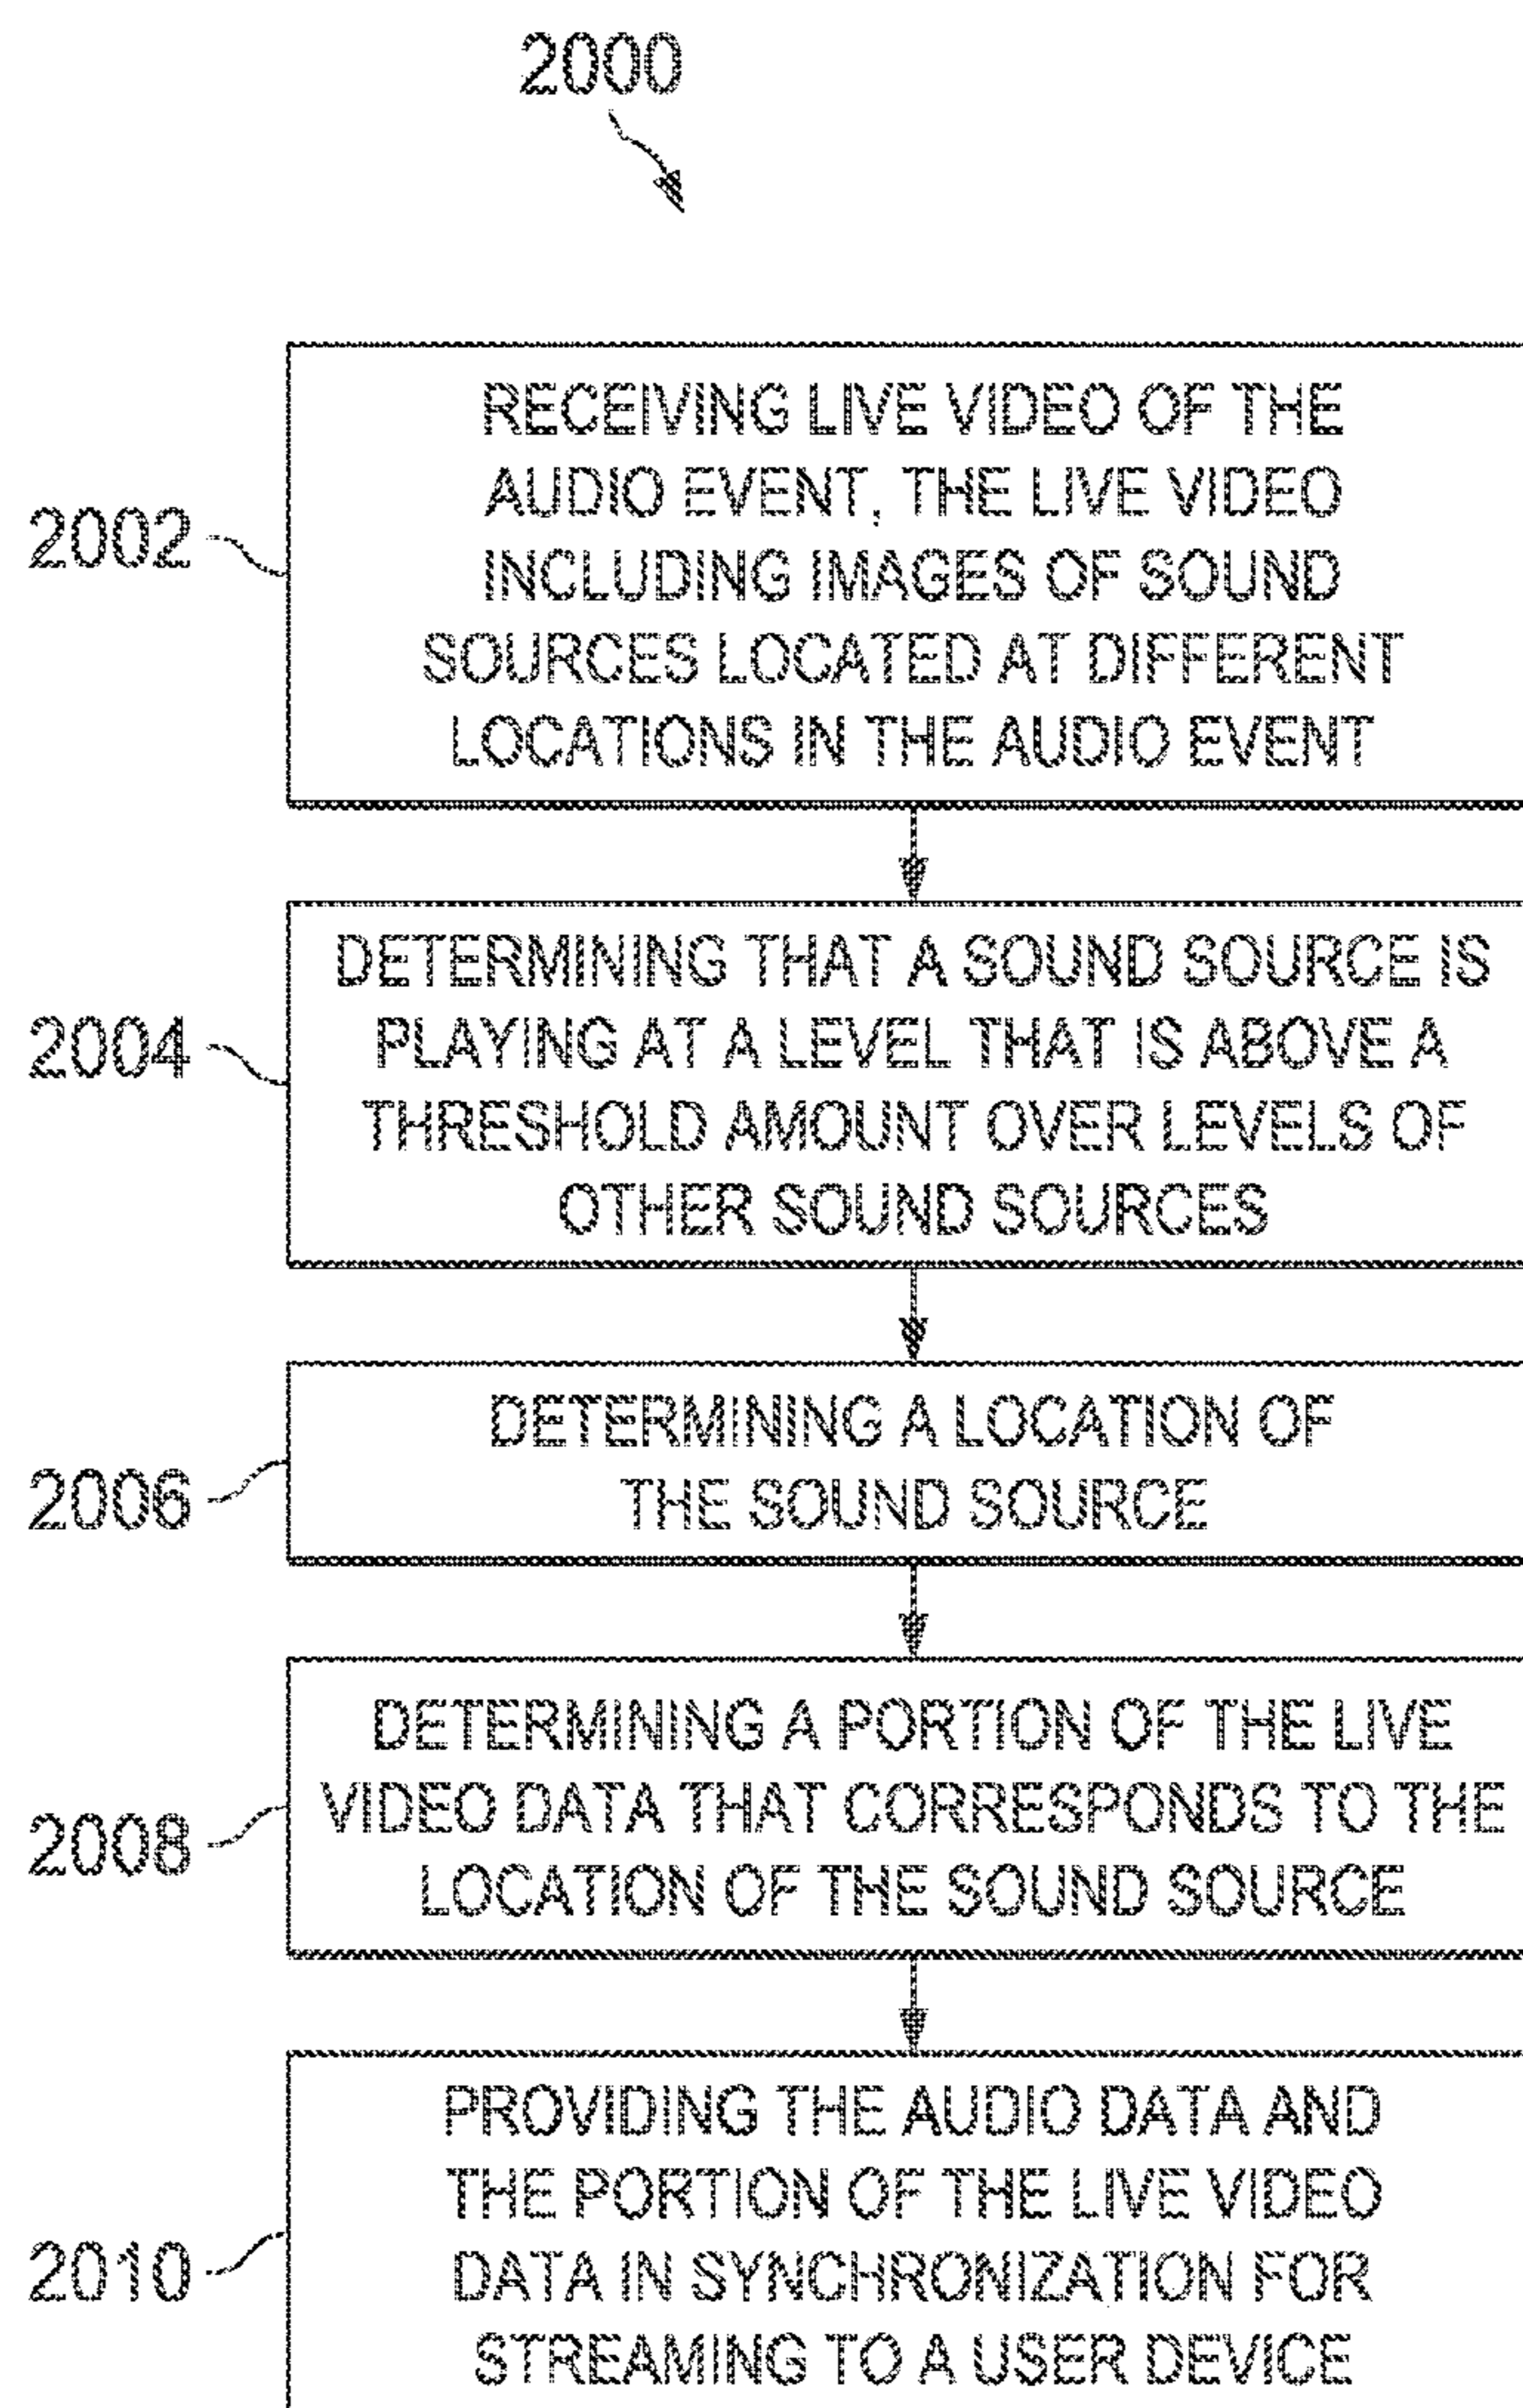 2000
RECEIVING LIVE VIDEO OF THE
AUDIO EVENT, THE LIVE VIDEO
INCLUDING IMAGES OF SOUND
SOURCES LOCATED AT DIFFERENT
LOCATIONS IN THE AUDIO EVENT
2002
DETERMINING THAT A SOUND SOURCE IS
PLAYING AT A LEVEL THAT IS ABOVE A
THRESHOLD AMOUNT OVER LEVELS OF
OTHER SOUND SOURCES
2004
DETERMINING A LOCATION OF
THE SOUND SOURCE
2006
DETERMINING A PORTION OF THE LIVE
VIDEO DATA THAT CORRESPONDS TO THE
LOCATION OF THE SOUND SOURCE
2008
PROVIDING THE AUDIO DATA AND
THE PORTION OF THE LIVE VIDEO
DATA IN SYNCHRONIZATION FOR
STREAMING TO A USER DEVICE
2010